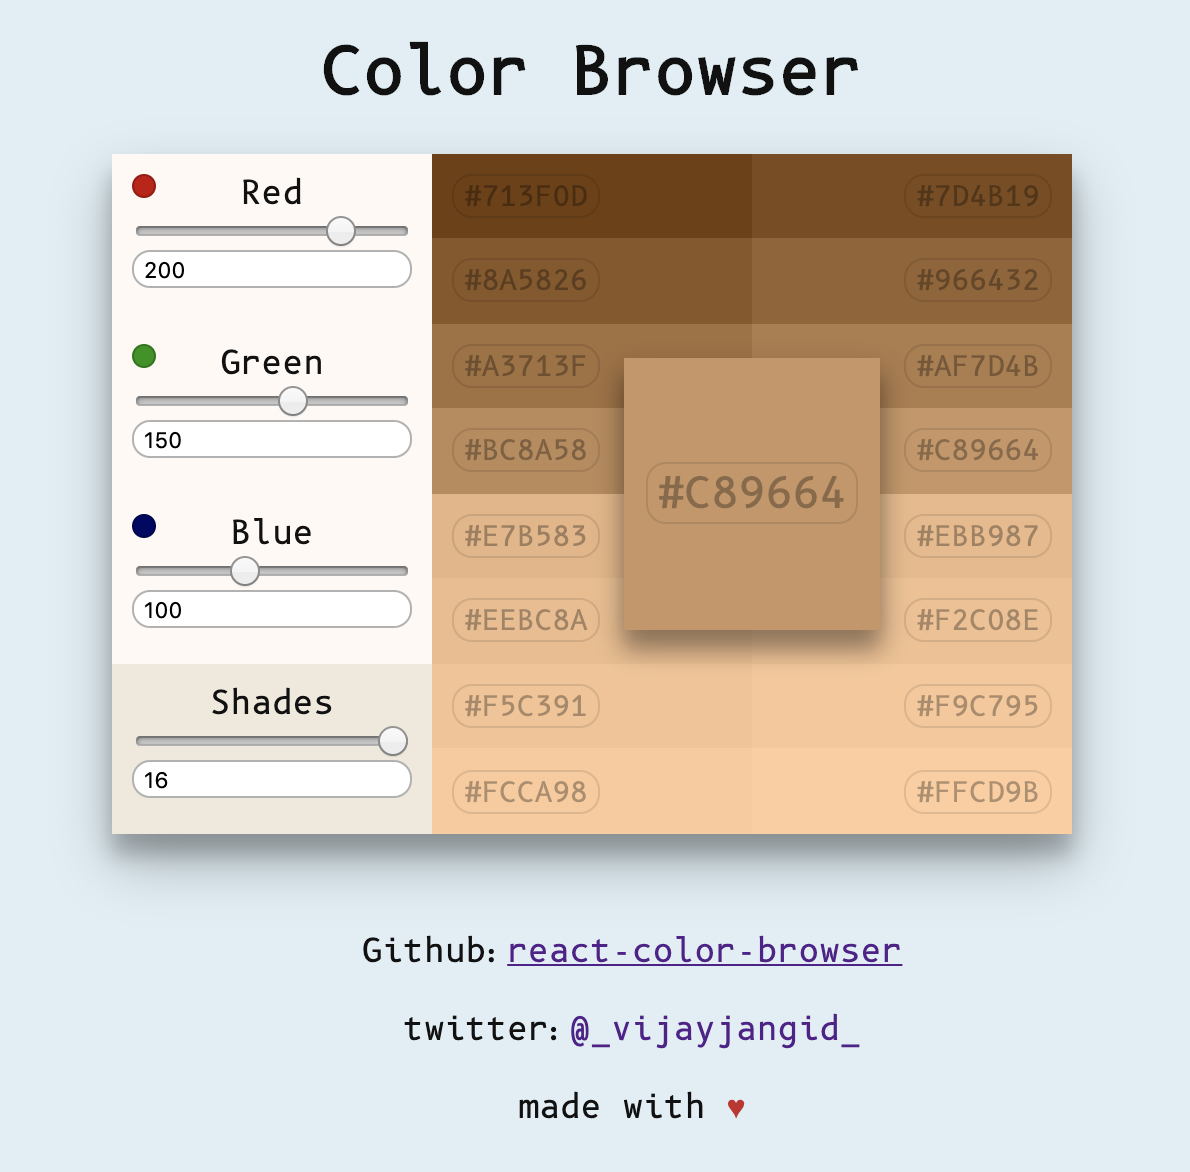 Color Browser
Red
200
Green
150
Blue
100
Shades
16
#713F0D #7D4B19
#8A5826 #966432
#A3713F #AF7D4B
#BC8A58 #C89664
#C89664
#E7B583 #EBB987
#EEBC8A #F2C08E
#F5C391 #F9C795
#FCCA98 #FFCD9B
Github: react-color-browser
twitter: @_vijayjangid_
made with ♥